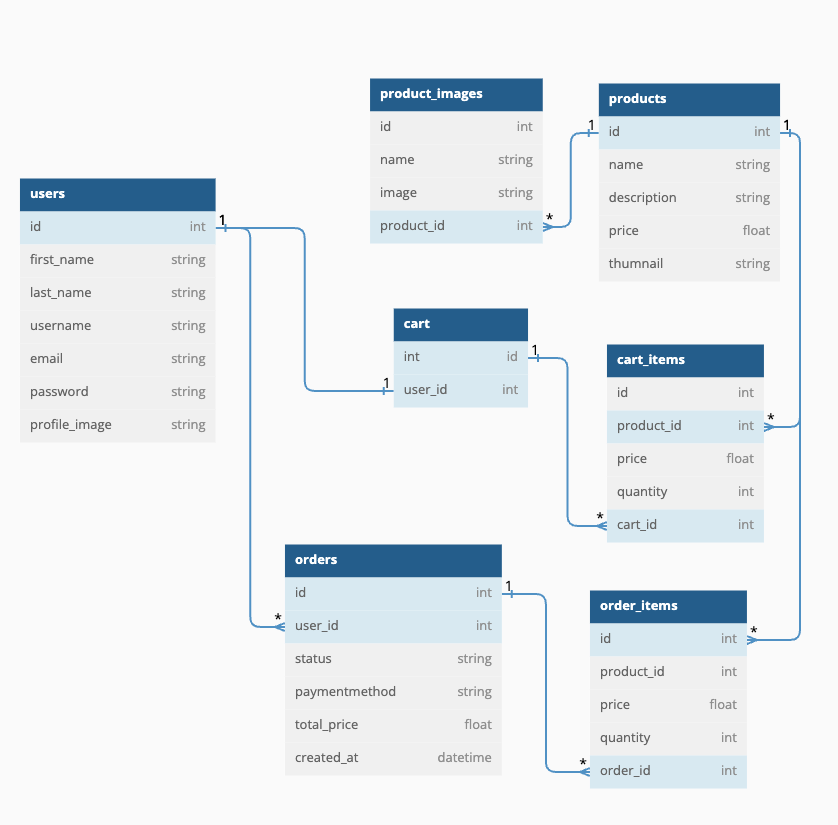 product_images
id int
name string
image string
product_id int
products
id int
name string
description string
price float
thumnail string
1
1
*
users
id int
first_name string
last_name string
username string
email string
password string
profile_image string
1
cart
int id
user_id int
1
1
cart_items
id int
product_id int
price float
quantity int
cart_id int
*
*
orders
id int
user_id int
status string
paymentmethod string
total_price float
created_at datetime
1
*
order_items
id int
product_id int
price float
quantity int
order_id int
*
*